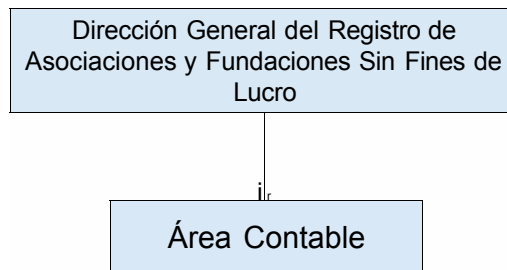 Dirección General del Registro de
Asociaciones y Fundaciones Sin Fines de
Lucro
i r
Área Contable